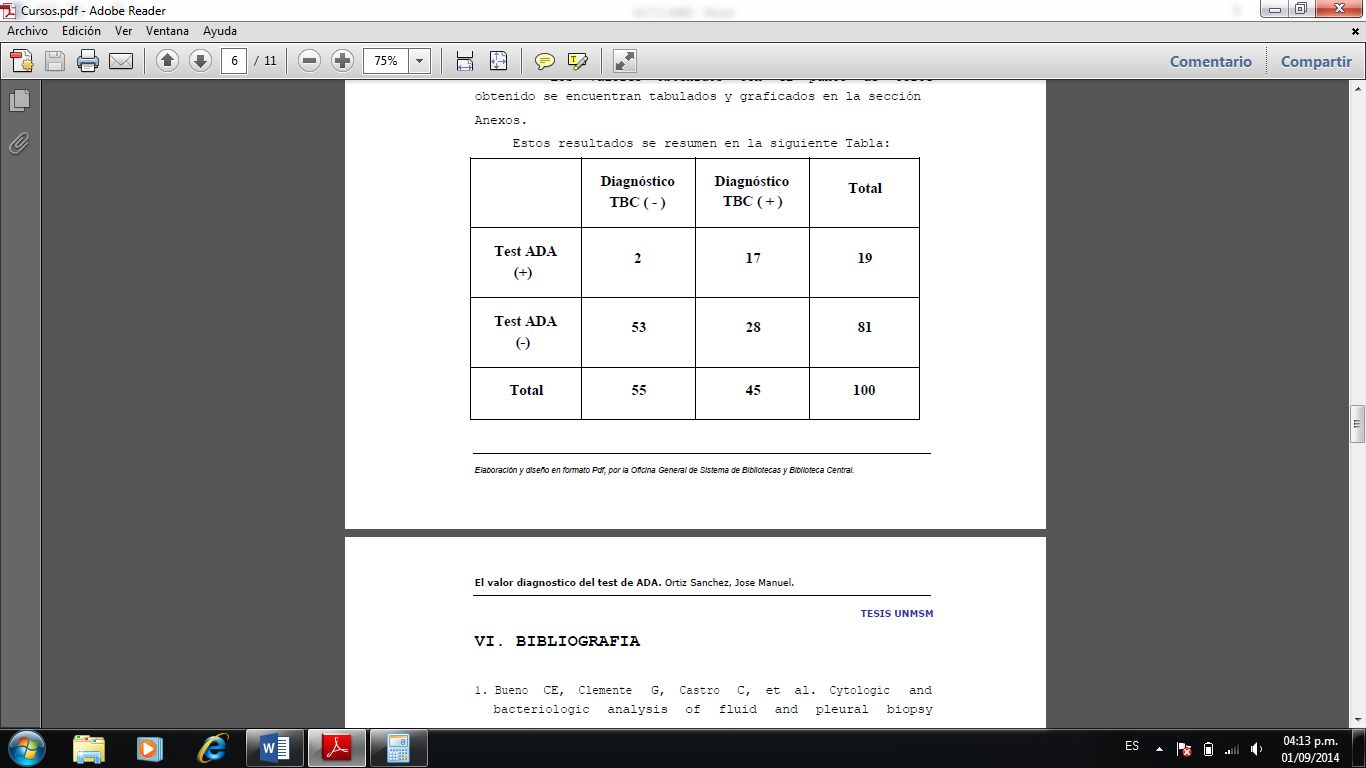 Cursos.pdf - Adobe Reader
Archivo Edición Ver Ventana Ayuda
6 / 11 75% Comentario Compartir
obtenido se encuentran tabulados y graficados en la sección
Anexos.
Estos resultados se resumen en la siguiente Tabla:
Diagnóstico TBC ( - ) Diagnóstico TBC ( + ) Total
Test ADA (+) 2 17 19
Test ADA (-) 53 28 81
Total 55 45 100
Elaboración y diseño en formato Pdf, por la Oficina General de Sistema de Bibliotecas y Biblioteca Central.
El valor diagnostico del test de ADA. Ortiz Sanchez, Jose Manuel.
TESIS UNMSM
VI. BIBLIOGRAFIA
1. Bueno CE, Clemente G, Castro C, et al. Cytologic and
bacteriologic analysis of fluid and pleural biopsy
ES 04:13 p.m.
01/09/2014